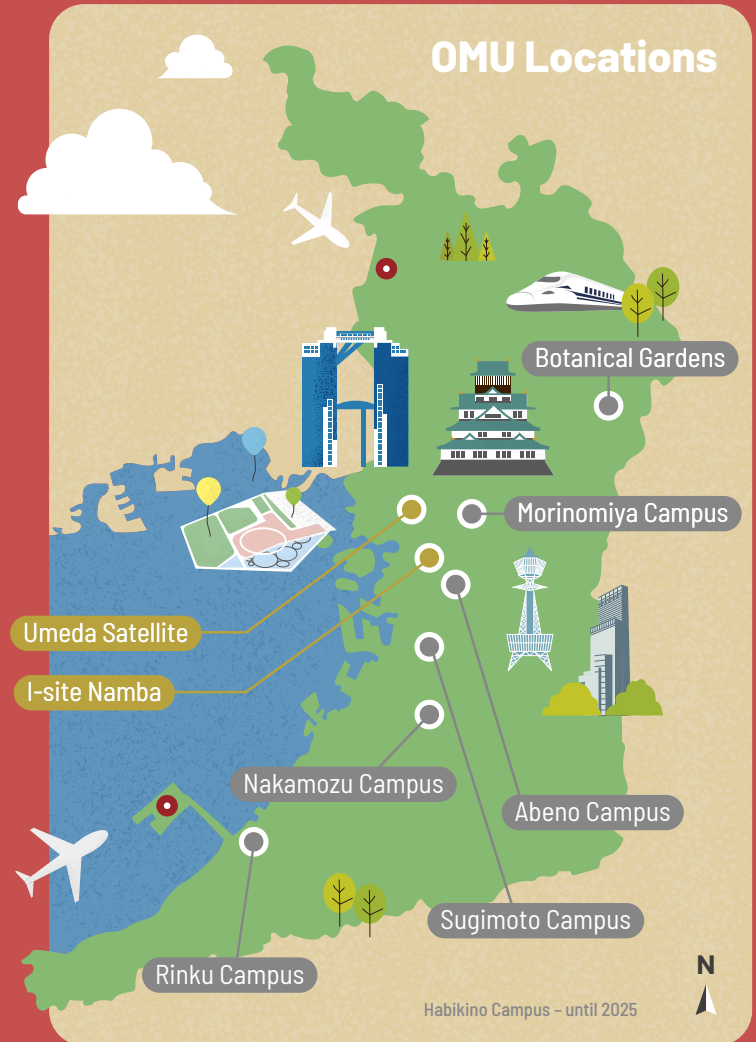 OMU Locations
Botanical Gardens
Morinomiya Campus
Umeda Satellite
I-site Namba
Nakamozu Campus
Abeno Campus
Sugimoto Campus
Rinku Campus
N
Habikino Campus – until 2025